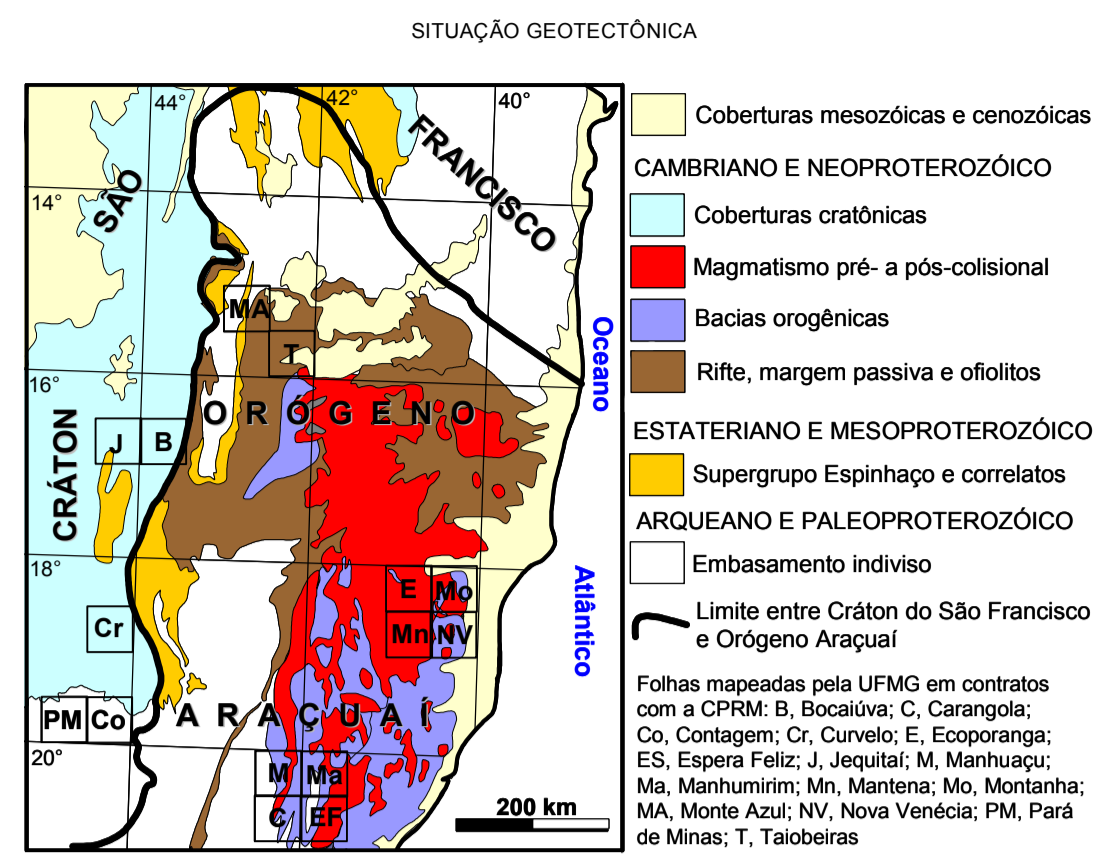 SITUAÇÃO GEOTECTÔNICA
44°
42°
40°
14°
16°
18°
20°
SÃO
FRANCISCO
CRÁTON
ORÓGENO
ARAÇUAÍ
MA
T
J
B
Cr
PM
Co
E
Mo
Mn
NV
M
Ma
C
EF
Oceano
Atlântico
200 km
Coberturas mesozóicas e cenozóicas
CAMBRIANO E NEOPROTEROZÓICO
Coberturas cratônicas
Magmatismo pré- a pós-colisional
Bacias orogênicas
Rifte, margem passiva e ofiolitos
ESTATERIANO E MESOPROTEROZÓICO
Supergrupo Espinhaço e correlatos
ARQUEANO E PALEOPROTEROZÓICO
Embasamento indiviso
Limite entre Cráton do São Francisco
e Orógeno Araçuaí
Folhas mapeadas pela UFMG em contratos
com a CPRM: B, Bocaiúva; C, Carangola;
Co, Contagem; Cr, Curvelo; E, Ecoporanga;
ES, Espera Feliz; J, Jequitaí; M, Manhuaçu;
Ma, Manhumirim; Mn, Mantena; Mo, Montanha;
MA, Monte Azul; NV, Nova Venécia; PM, Pará
de Minas; T, Taiobeiras